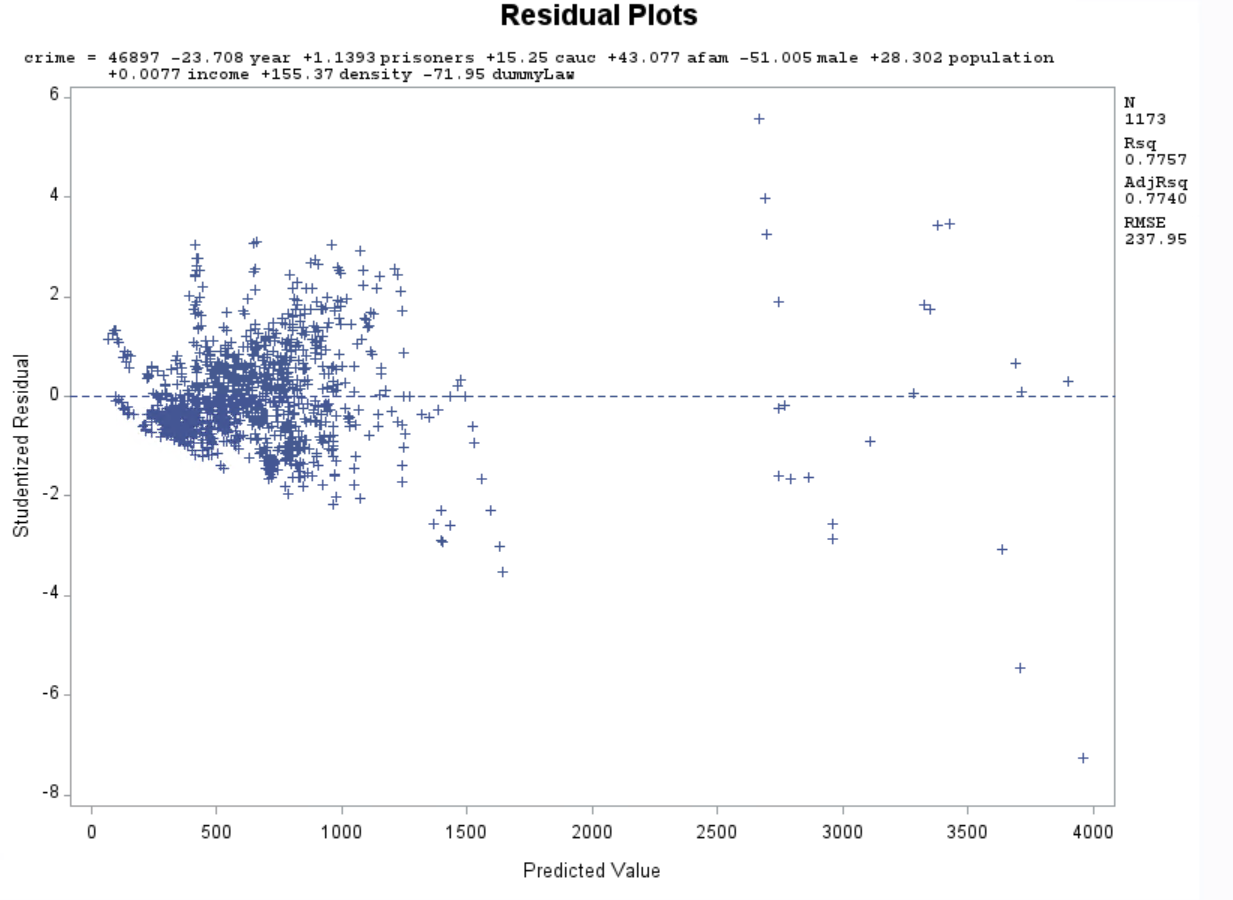 Residual Plots
crime = 46897 -23.708 year +1.1393 prisoners +15.25 cauc +43.077 afam -51.005 male +28.302 population
+0.0077 income +155.37 density -71.95 dummyLaw
N
1173
Rsq
0.7757
AdjRsq
0.7740
RMSE
237.95
6
4
2
0
-2
-4
-6
-8
Studentized Residual
0 500 1000 1500 2000 2500 3000 3500 4000
Predicted Value